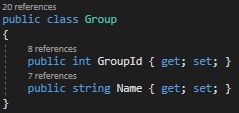 20 references
public class Group
{
8 references
public int GroupId { get; set; }
7 references
public string Name { get; set; }
}